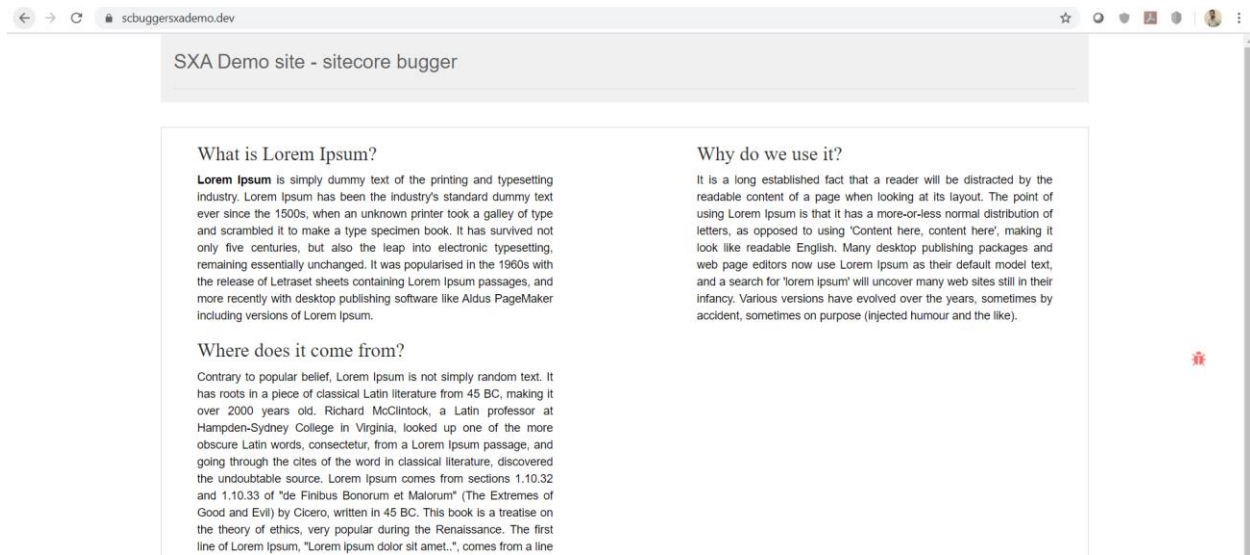 scbuggersxademo.dev
SXA Demo site - sitecore bugger
What is Lorem Ipsum?
Lorem Ipsum is simply dummy text of the printing and typesetting
industry. Lorem Ipsum has been the industry's standard dummy text
ever since the 1500s, when an unknown printer took a galley of type
and scrambled it to make a type specimen book. It has survived not
only five centuries, but also the leap into electronic typesetting,
remaining essentially unchanged. It was popularised in the 1960s with
the release of Letraset sheets containing Lorem Ipsum passages, and
more recently with desktop publishing software like Aldus PageMaker
including versions of Lorem Ipsum.
Where does it come from?
Contrary to popular belief, Lorem Ipsum is not simply random text. It
has roots in a piece of classical Latin literature from 45 BC, making it
over 2000 years old. Richard McClintock, a Latin professor at
Hampden-Sydney College in Virginia, looked up one of the more
obscure Latin words, consectetur, from a Lorem Ipsum passage, and
going through the cites of the word in classical literature, discovered
the undoubtable source. Lorem Ipsum comes from sections 1.10.32
and 1.10.33 of "de Finibus Bonorum et Malorum" (The Extremes of
Good and Evil) by Cicero, written in 45 BC. This book is a treatise on
the theory of ethics, very popular during the Renaissance. The first
line of Lorem Ipsum, "Lorem ipsum dolor sit amet..", comes from a line
Why do we use it?
It is a long established fact that a reader will be distracted by the
readable content of a page when looking at its layout. The point of
using Lorem Ipsum is that it has a more-or-less normal distribution of
letters, as opposed to using 'Content here, content here', making it
look like readable English. Many desktop publishing packages and
web page editors now use Lorem Ipsum as their default model text,
and a search for 'lorem ipsum' will uncover many web sites still in their
infancy. Various versions have evolved over the years, sometimes by
accident, sometimes on purpose (injected humour and the like).